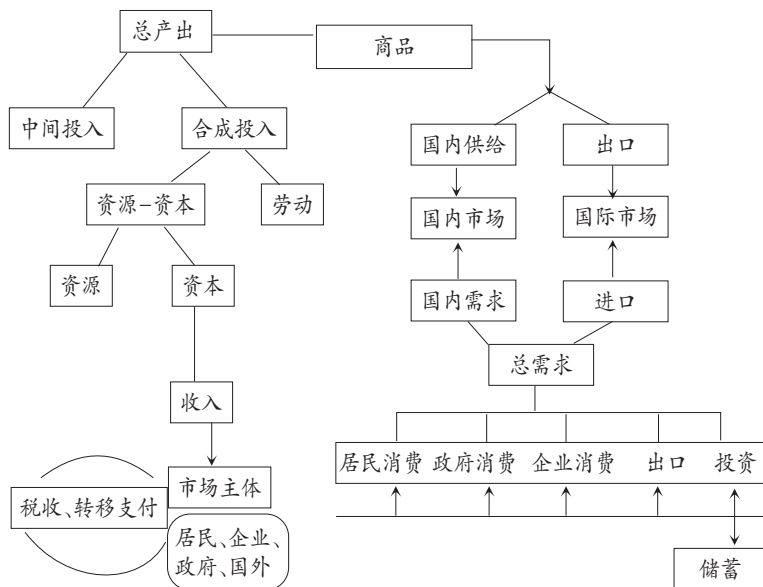 总产出
商品
中间投入
合成投入
国内供给
出口
资源-资本
劳动
国内市场
国际市场
资源
资本
国内需求
进口
总需求
收入
居民消费 政府消费 企业消费 出口 投资
市场主体
税收、转移支付
居民、企业、
政府、国外
储蓄